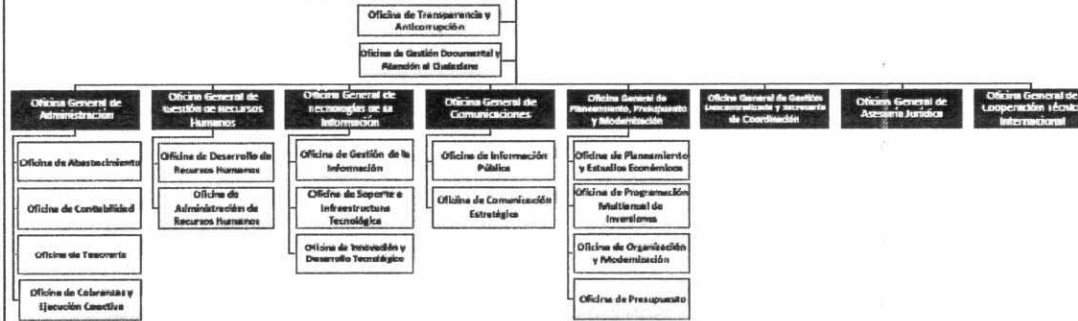 Oficina de Transparencia y
Anticorrupción
Oficina de Gestión Documental y
Atención al Ciudadano
Oficina General de
Administración
Oficina de Abastecimiento
Oficina de Contabilidad
Oficina de Tesorería
Oficina de Cobranzas y
Ejecución Coactiva
Oficina General de
Gestión de Recursos
Humanos
Oficina de Desarrollo de
Recursos Humanos
Oficina de
Administración de
Recursos Humanos
Oficina General de
Tecnologías de la
Información
Oficina de Gestión de la
Información
Oficina de Soporte e
Infraestructura
Tecnológica
Oficina de Innovación y
Desarrollo Tecnológico
Oficina General de
Comunicaciones
Oficina de Información
Pública
Oficina de Comunicación
Estratégica
Oficina General de
Planeamiento, Presupuesto
y Modernización
Oficina de Planeamiento
y Estudios Económicos
Oficina de Programación
Multianual de
Inversiones
Oficina de Organización
y Modernización
Oficina de Presupuesto
Oficina General de Gestión
Descentralizada y Secretaría
de Coordinación
Oficina General de
Asesoría Jurídica
Oficina General de
Cooperación Técnica
Internacional